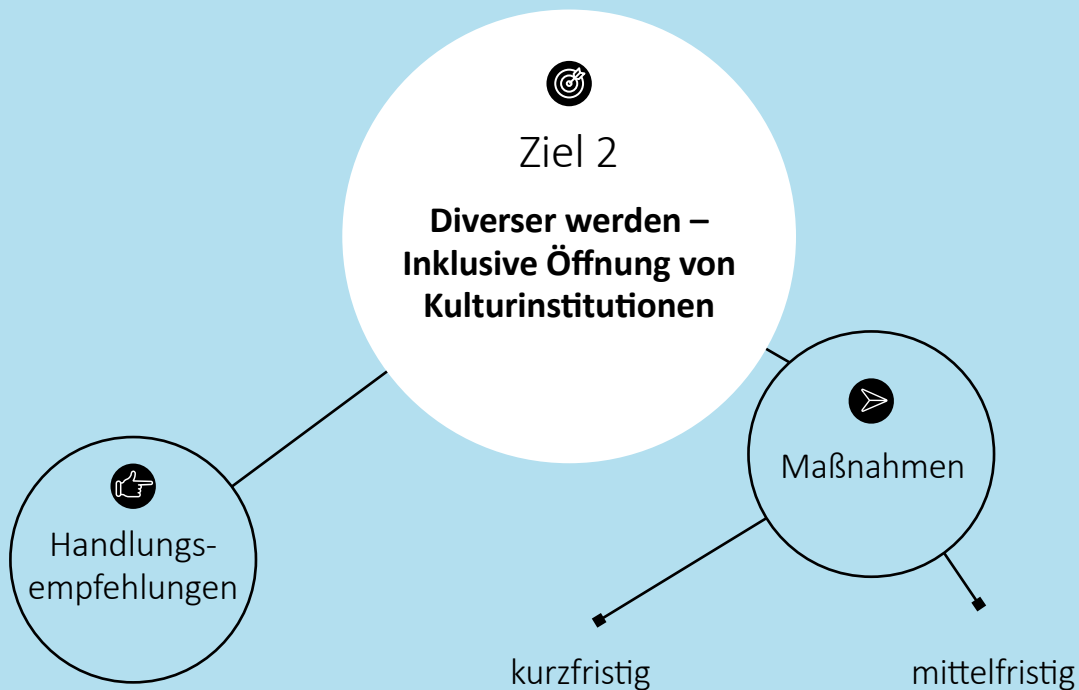 Ziel 2
Diverser werden –
Inklusive Öffnung von
Kulturinstitutionen
Maßnahmen
Handlungs-
empfehlungen
kurzfristig
mittelfristig